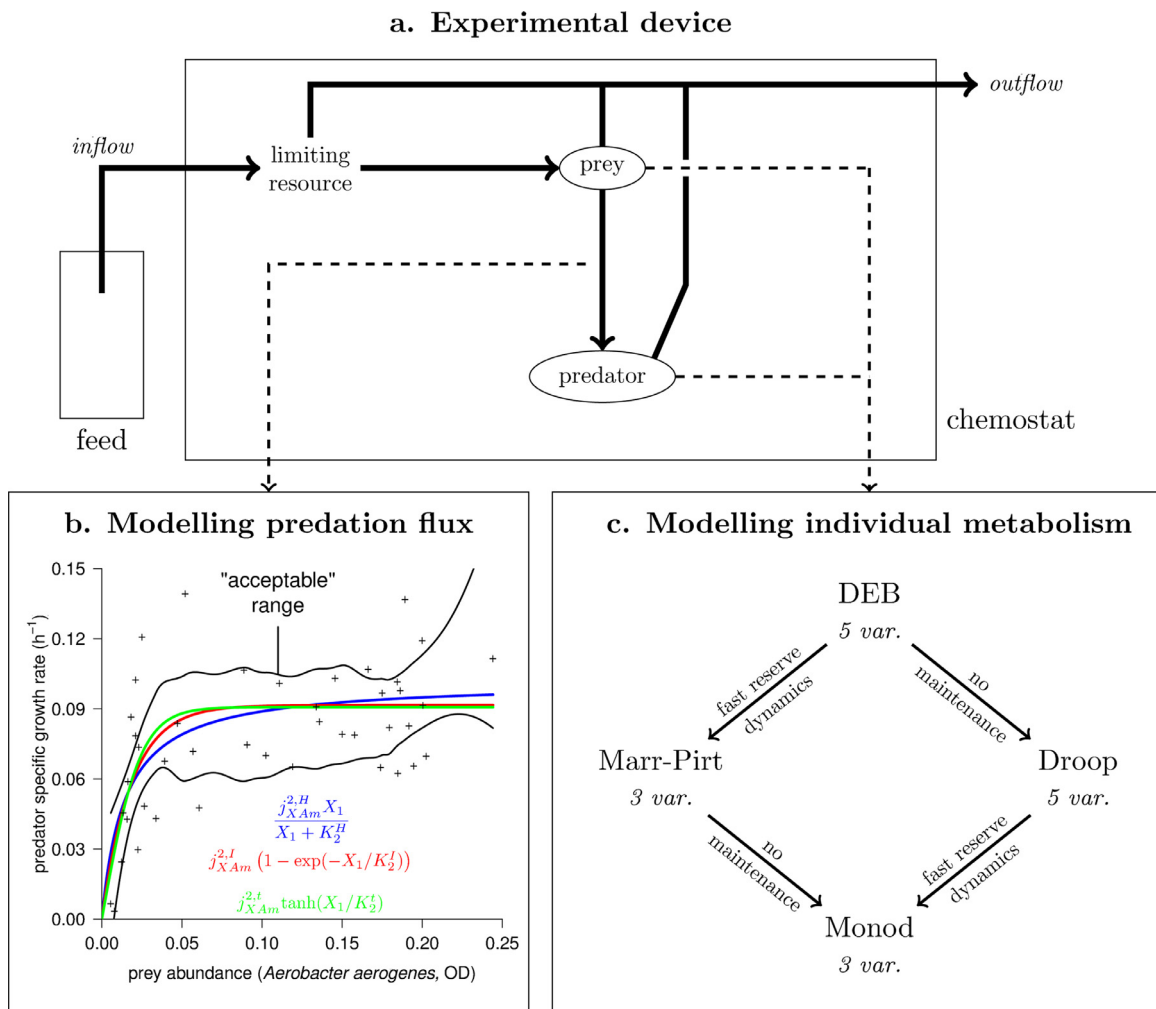 a. Experimental device
outflow
inflow
limiting
resource
prey
predator
feed
chemostat
b. Modelling predation flux
predator specific growth rate (h⁻¹)
0.15
0.12
0.09
0.06
0.03
0.00
"acceptable"
range
j_{XAm}^{2,H} X_1
X_1 + K_2^H
j_{XAm}^{2,I} (1 − exp(−X_1/K_2^I))
j_{XAm}^{2,t} tanh(X_1/K_2^t)
0.00 0.05 0.10 0.15 0.20 0.25
prey abundance (Aerobacter aerogenes, OD)
c. Modelling individual metabolism
DEB
5 var.
fast reserve
dynamics
no
maintenance
Marr-Pirt
3 var.
Droop
5 var.
no
maintenance
fast reserve
dynamics
Monod
3 var.